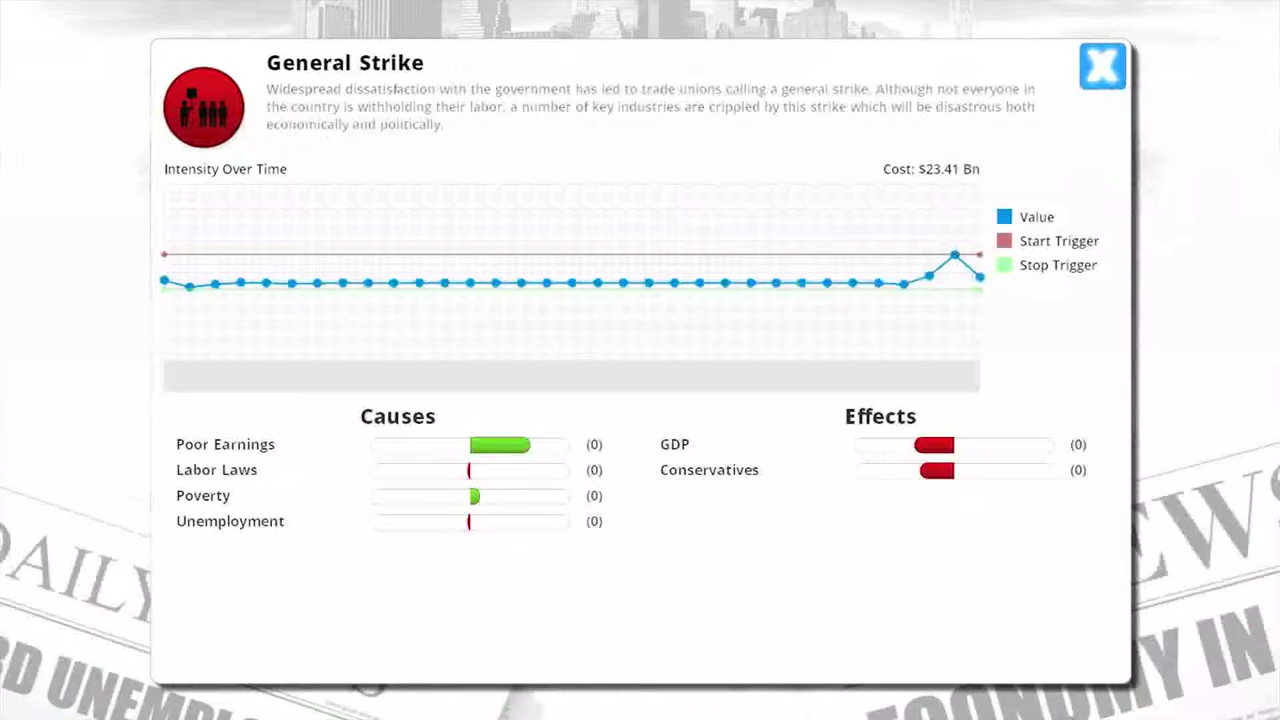 General Strike
Widespread dissatisfaction with the government has led to trade unions calling a general strike. Although not everyone in
the country is withholding their labor, a number of key industries are crippled by this strike which will be disastrous both
economically and politically.
Intensity Over Time
Cost: $23.41 Bn
Value
Start Trigger
Stop Trigger
Causes
Effects
Poor Earnings (0)
GDP (0)
Labor Laws (0)
Conservatives (0)
Poverty (0)
Unemployment (0)
DAILY
NEWS
RD UNEMPL
ECONOMY IN